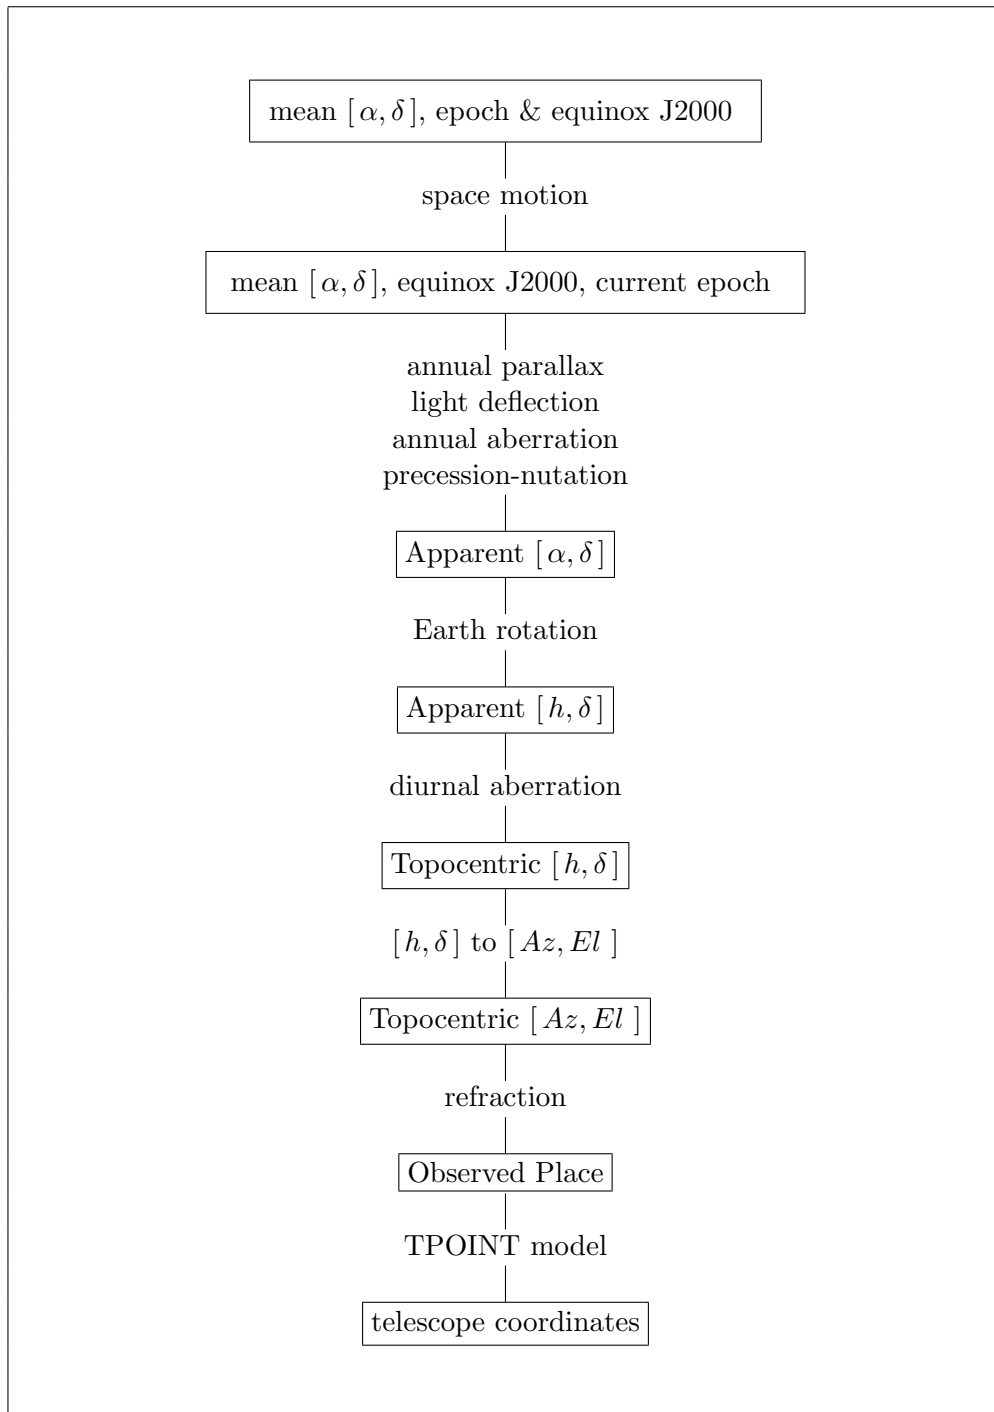 mean [ α, δ ], epoch & equinox J2000
space motion
mean [ α, δ ], equinox J2000, current epoch
annual parallax
light deflection
annual aberration
precession-nutation
Apparent [ α, δ ]
Earth rotation
Apparent [ h, δ ]
diurnal aberration
Topocentric [ h, δ ]
[ h, δ ] to [ Az, El ]
Topocentric [ Az, El ]
refraction
Observed Place
TPOINT model
telescope coordinates